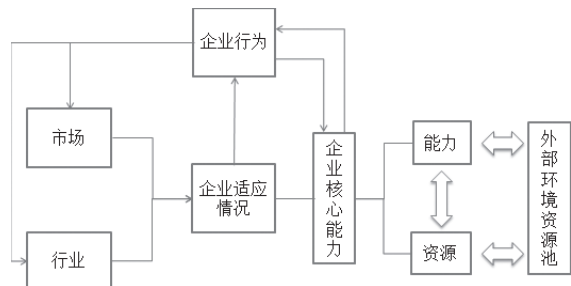 企业行为
市场
企业适应
情况
行业
企业核心能力
能力
资源
外部环境资源池